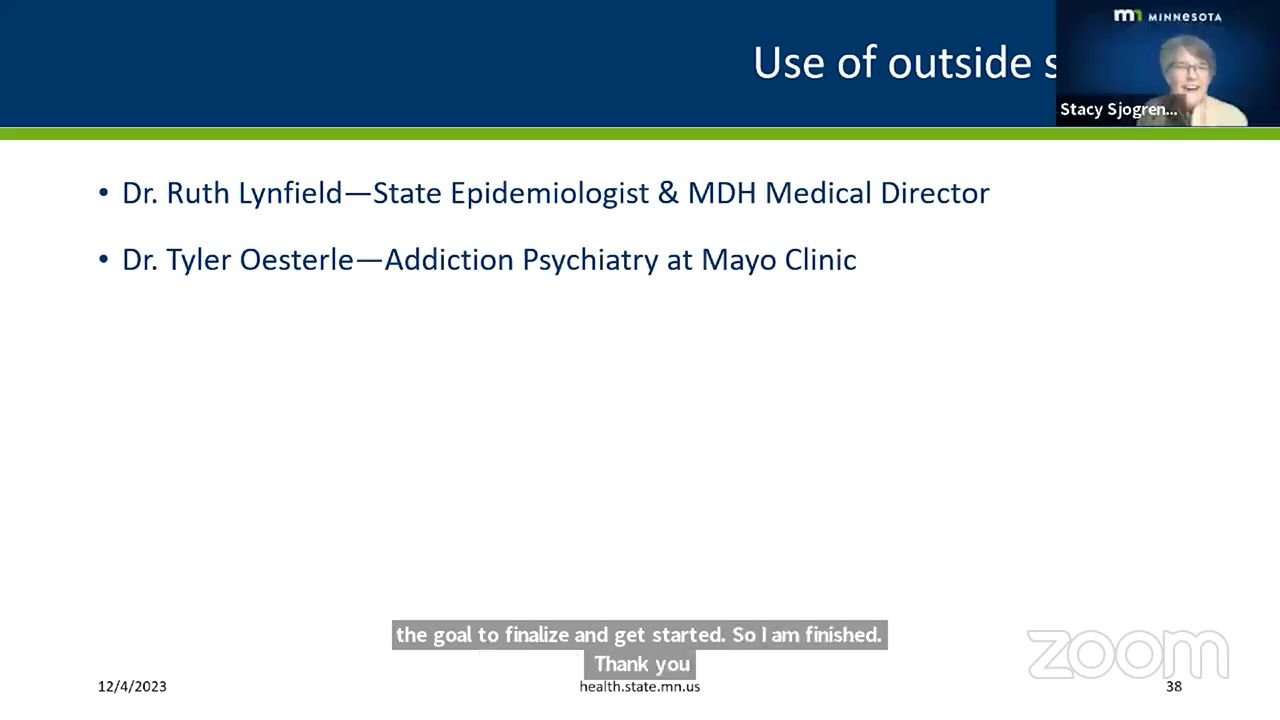 Use of outside s
MINNESOTA
Stacy Sjogren...
• Dr. Ruth Lynfield—State Epidemiologist & MDH Medical Director
• Dr. Tyler Oesterle—Addiction Psychiatry at Mayo Clinic
the goal to finalize and get started. So I am finished.
Thank you
zoom
12/4/2023
health.state.mn.us
38